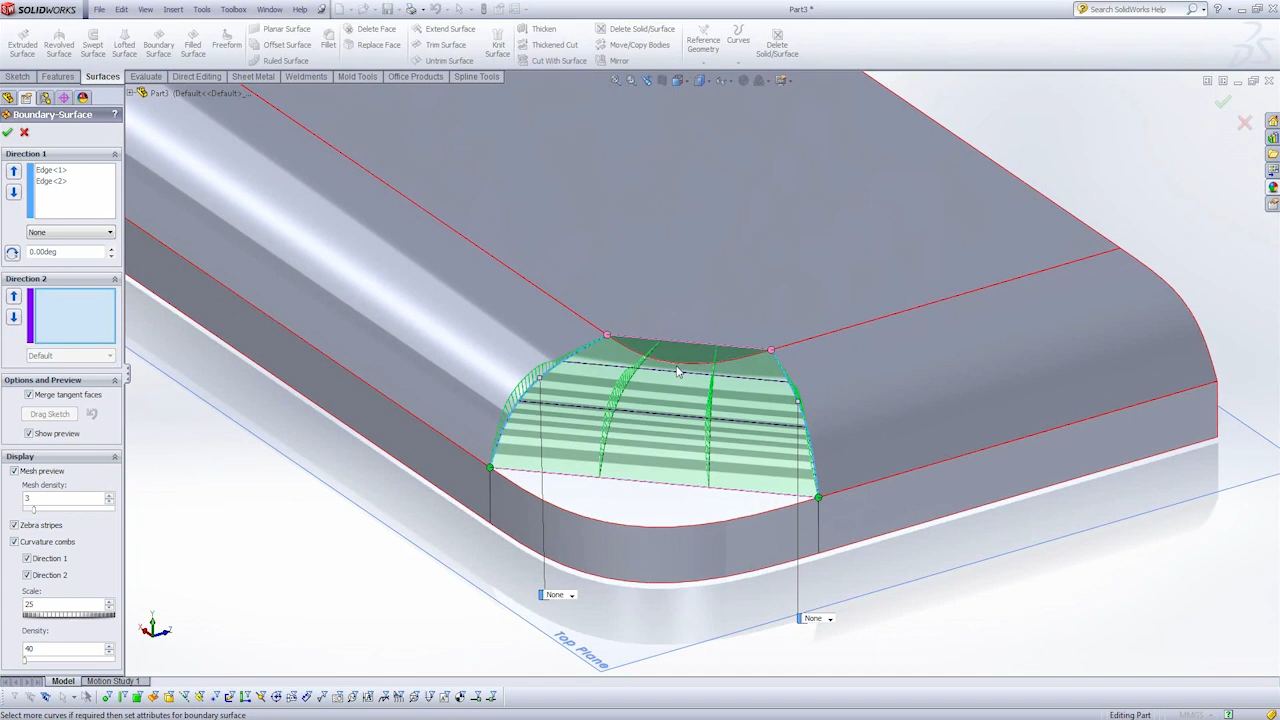 SOLIDWORKS File Edit View Insert Tools Toolbox Window Help Part3 * Search SolidWorks Help
Extruded Surface
Revolved Surface
Swept Surface
Lofted Surface
Boundary Surface
Filled Surface
Freeform
Planar Surface
Offset Surface
Ruled Surface
Fillet
Delete Face
Replace Face
Extend Surface
Trim Surface
Untrim Surface
Knit Surface
Thicken
Thickened Cut
Cut With Surface
Delete Solid/Surface
Move/Copy Bodies
Mirror
Reference Geometry
Curves
Delete Solid/Surface
Sketch Features Surfaces Evaluate Direct Editing Sheet Metal Weldments Mold Tools Office Products Spline Tools
Part3 (Default<<Default>_...
Boundary-Surface ?
Direction 1
Edge<1>
Edge<2>
None
0.00deg
Direction 2
Default
Options and Preview
Merge tangent faces
Drag Sketch
Show preview
Display
Mesh preview
Mesh density:
3
Zebra stripes
Curvature combs
Direction 1
Direction 2
Scale:
25
Density:
40
None
None
Top Plane
Y
X
Z
Model Motion Study 1
Select more curves if required then set attributes for boundary surface
Editing Part MMGS ?